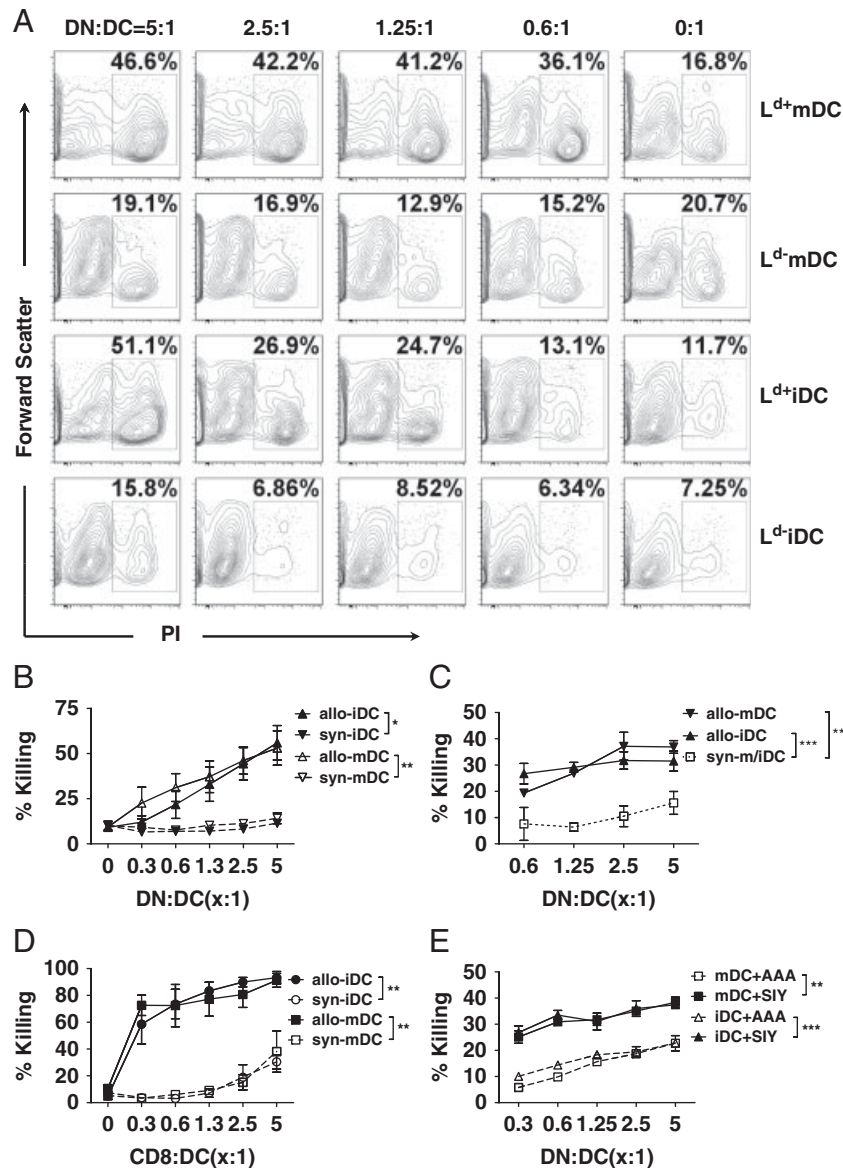 A
DN:DC=5:1 2.5:1 1.25:1 0.6:1 0:1
46.6% 42.2% 41.2% 36.1% 16.8%
L^d+mDC
19.1% 16.9% 12.9% 15.2% 20.7%
L^d-mDC
51.1% 26.9% 24.7% 13.1% 11.7%
L^d+iDC
15.8% 6.86% 8.52% 6.34% 7.25%
L^d-iDC
Forward Scatter
PI
B
75
50
25
0
% Killing
0 0.3 0.6 1.3 2.5 5
DN:DC(x:1)
allo-iDC
syn-iDC
*
allo-mDC
syn-mDC
**
C
50
40
30
20
10
0
% Killing
0.6 1.25 2.5 5
DN:DC(x:1)
allo-mDC
allo-iDC
syn-m/iDC
***
**
D
100
80
60
40
20
0
% Killing
0 0.3 0.6 1.3 2.5 5
CD8:DC(x:1)
allo-iDC
syn-iDC
**
allo-mDC
syn-mDC
**
E
50
40
30
20
10
0
% Killing
0.3 0.6 1.25 2.5 5
DN:DC(x:1)
mDC+AAA
mDC+SIY
**
iDC+AAA
iDC+SIY
***